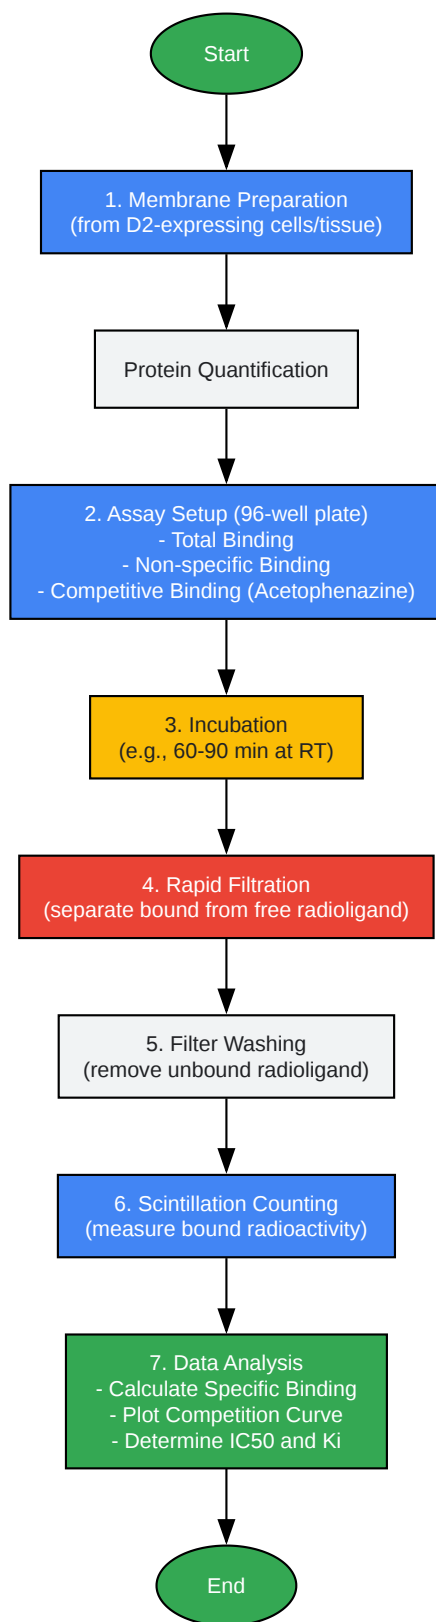 Start
1. Membrane Preparation
(from D2-expressing cells/tissue)
Protein Quantification
2. Assay Setup (96-well plate)
- Total Binding
- Non-specific Binding
- Competitive Binding (Acetophenazine)
3. Incubation
(e.g., 60-90 min at RT)
4. Rapid Filtration
(separate bound from free radioligand)
5. Filter Washing
(remove unbound radioligand)
6. Scintillation Counting
(measure bound radioactivity)
7. Data Analysis
- Calculate Specific Binding
- Plot Competition Curve
- Determine IC50 and Ki
End